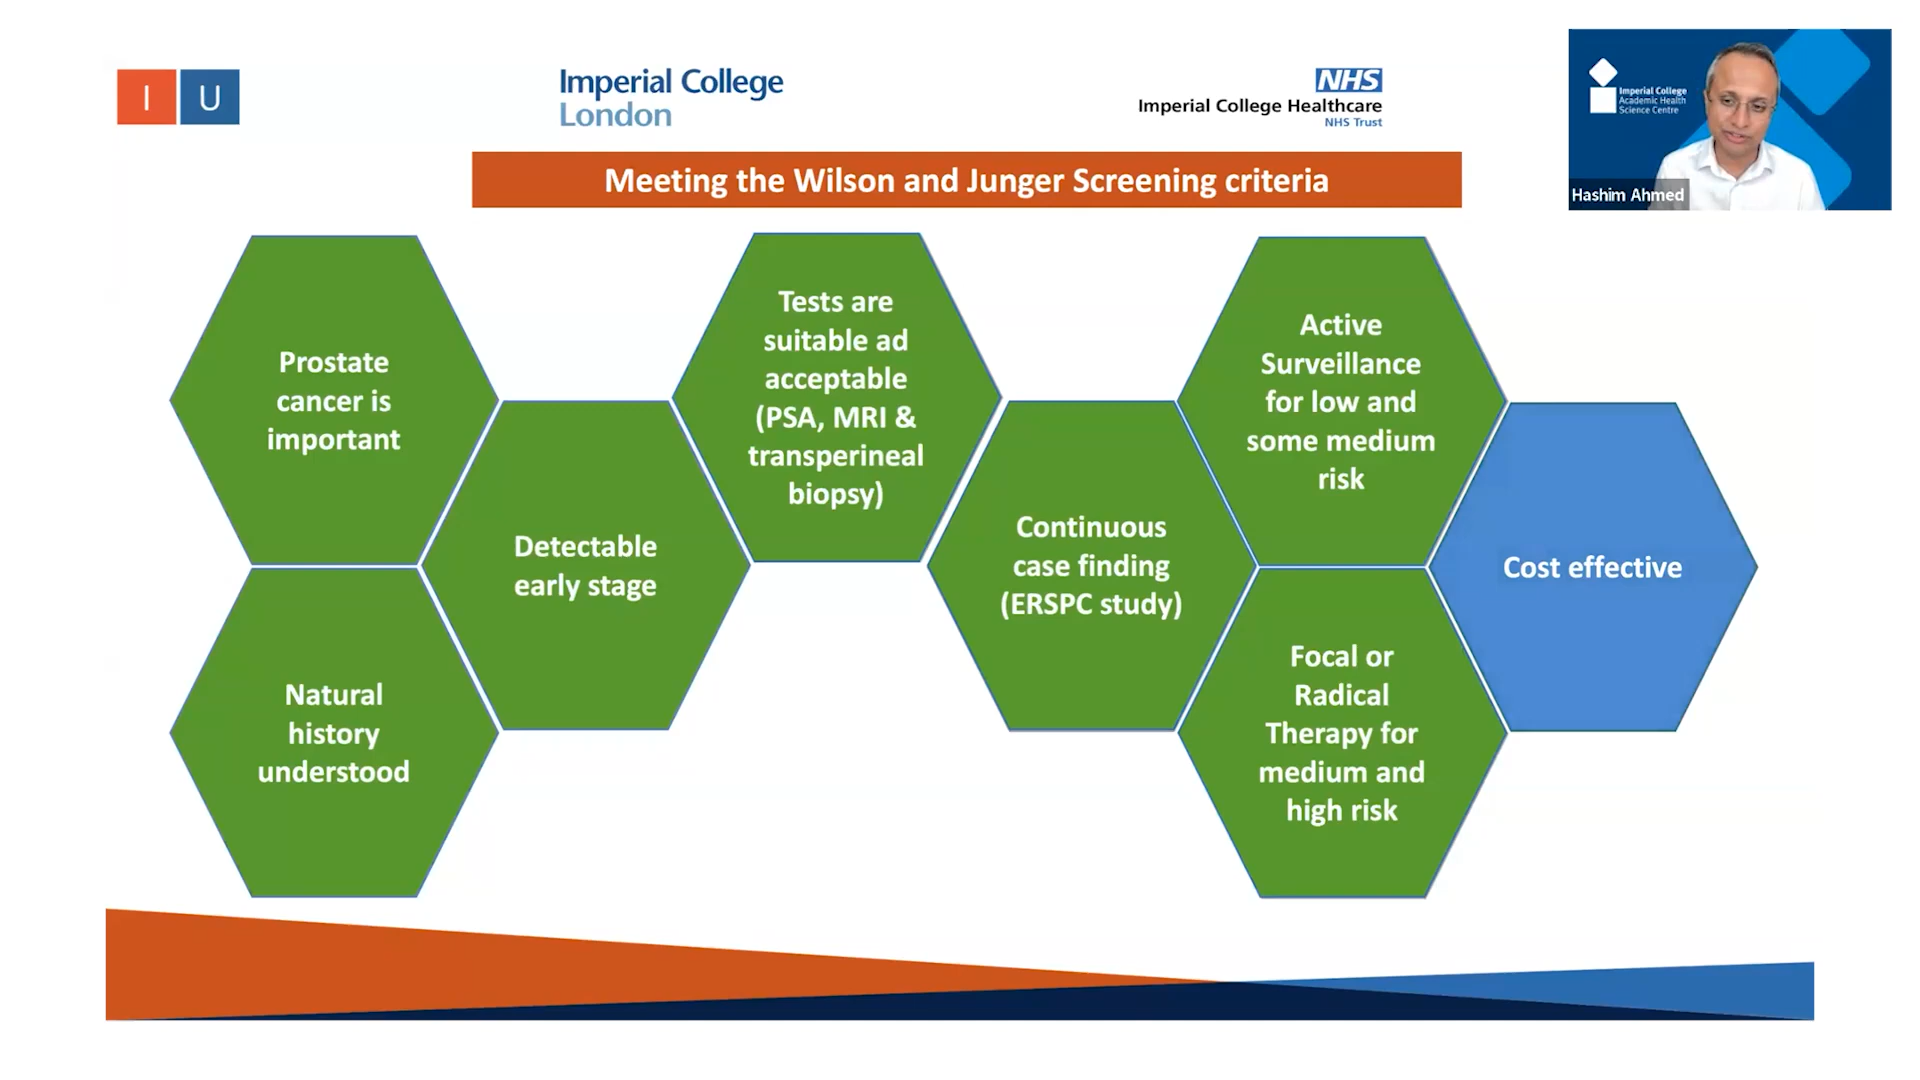 I U
Imperial College
London
NHS
Imperial College Healthcare
NHS Trust
Imperial College
Academic Health
Science Centre
Hashim Ahmed
Meeting the Wilson and Junger Screening criteria
Prostate
cancer is
important
Natural
history
understood
Detectable
early stage
Tests are
suitable ad
acceptable
(PSA, MRI &
transperineal
biopsy)
Continuous
case finding
(ERSPC study)
Active
Surveillance
for low and
some medium
risk
Focal or
Radical
Therapy for
medium and
high risk
Cost effective